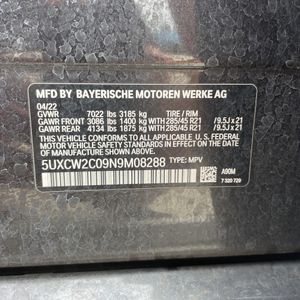 MFD BY BAYERISCHE MOTOREN WERKE AG
04/22
GVWR 7022 lbs 3185 kg TIRE / RIM
GAWR FRONT 3086 lbs 1400 kg 285/45 R21 / 9.5J x 21
GAWR REAR 4134 lbs 1875 kg 285/45 R21 / 9.5J x 21
THIS VEHICLE CONFORMS TO ALL APPLICABLE U.S. FEDERAL
MOTOR VEHICLE SAFETY STANDARDS IN EFFECT ON
THE DATE OF MANUFACTURE SHOWN ABOVE.
5UXCW2C09N9M08288 TYPE: MPV
A90M
7 320 729